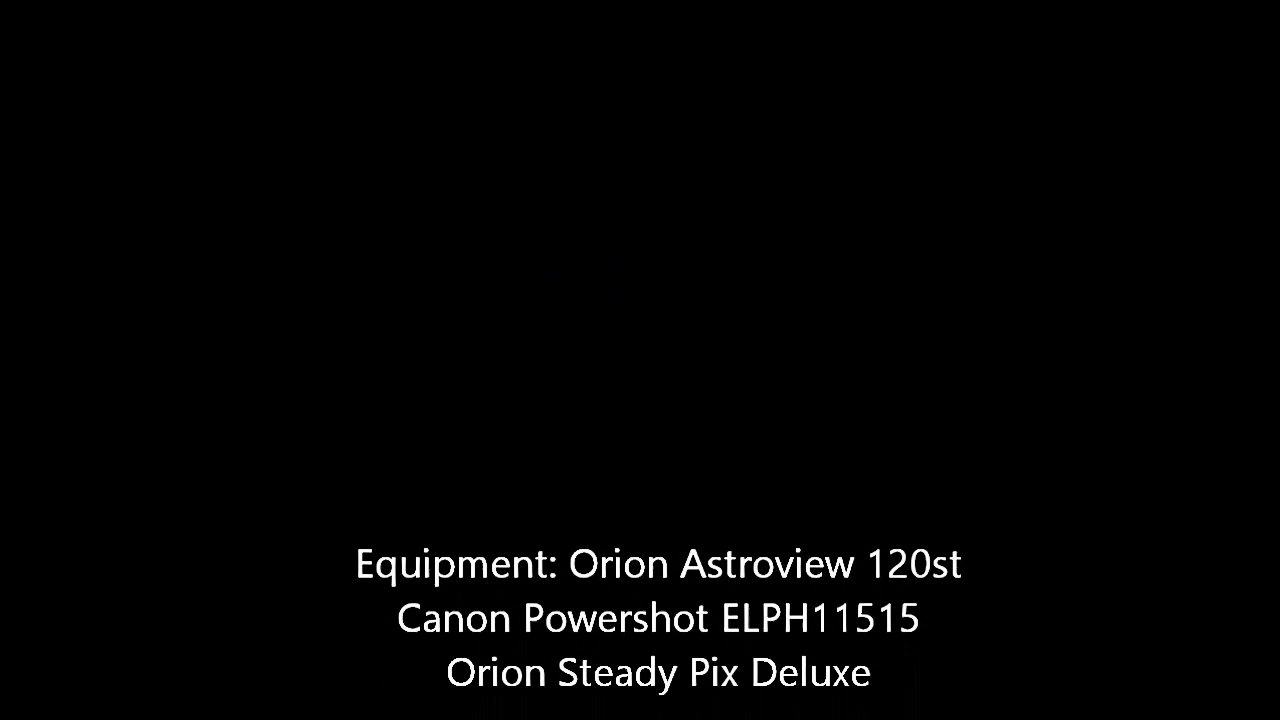 Equipment: Orion Astroview 120st
Canon Powershot ELPH11515
Orion Steady Pix Deluxe